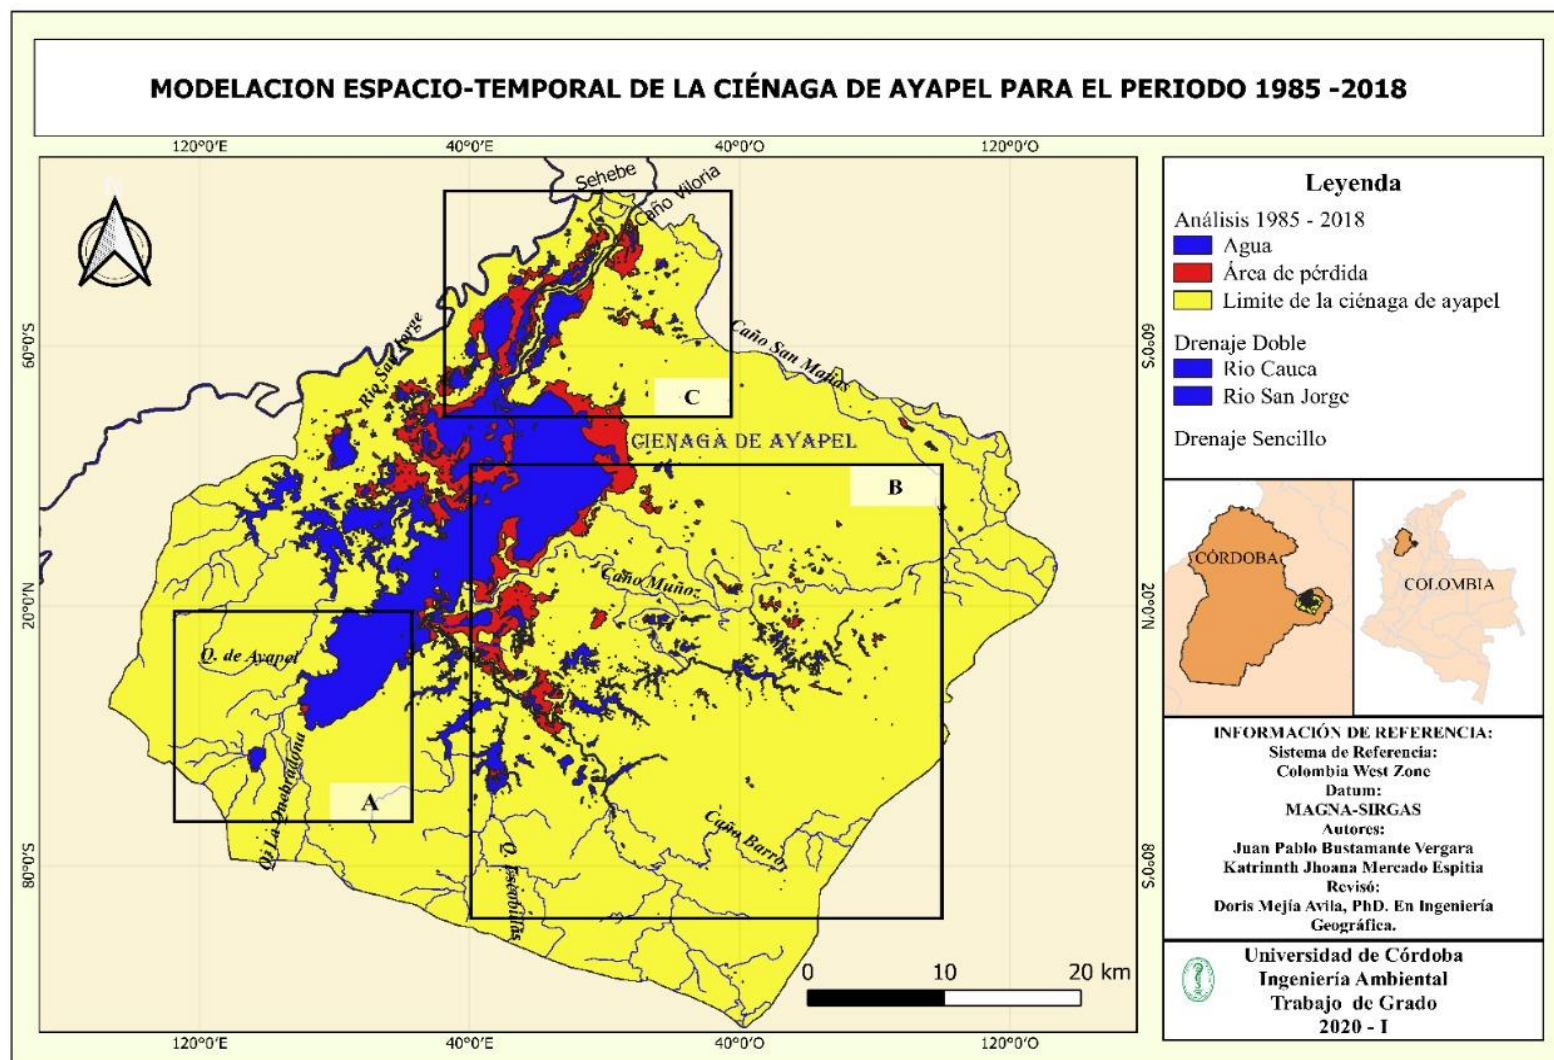 MODELACION ESPACIO-TEMPORAL DE LA CIÉNAGA DE AYAPEL PARA EL PERIODO 1985 -2018
120°0'E
40°0'E
40°0'O
120°0'O
Sehebe
Caño Viloria
60°0'S
Rio San Jorge
Caño San Matias
60°0'S
C
CIENAGA DE AYAPEL
B
20°0'N
Caño Muñoz
20°0'N
Q. de Ayapel
A
Q. La Quebradona
Caño Barro
80°0'S
Q. Escobillas
80°0'S
0 10 20 km
120°0'E
40°0'E
40°0'O
120°0'O
Leyenda
Análisis 1985 - 2018
Agua
Área de pérdida
Limite de la ciénaga de ayapel
Drenaje Doble
Rio Cauca
Rio San Jorge
Drenaje Sencillo
CÓRDOBA
COLOMBIA
INFORMACIÓN DE REFERENCIA:
Sistema de Referencia:
Colombia West Zone
Datum:
MAGNA-SIRGAS
Autores:
Juan Pablo Bustamante Vergara
Katrinnth Jhoana Mercado Espitia
Revisó:
Doris Mejía Avila, PhD. En Ingeniería
Geográfica.
Universidad de Córdoba
Ingeniería Ambiental
Trabajo de Grado
2020 - I